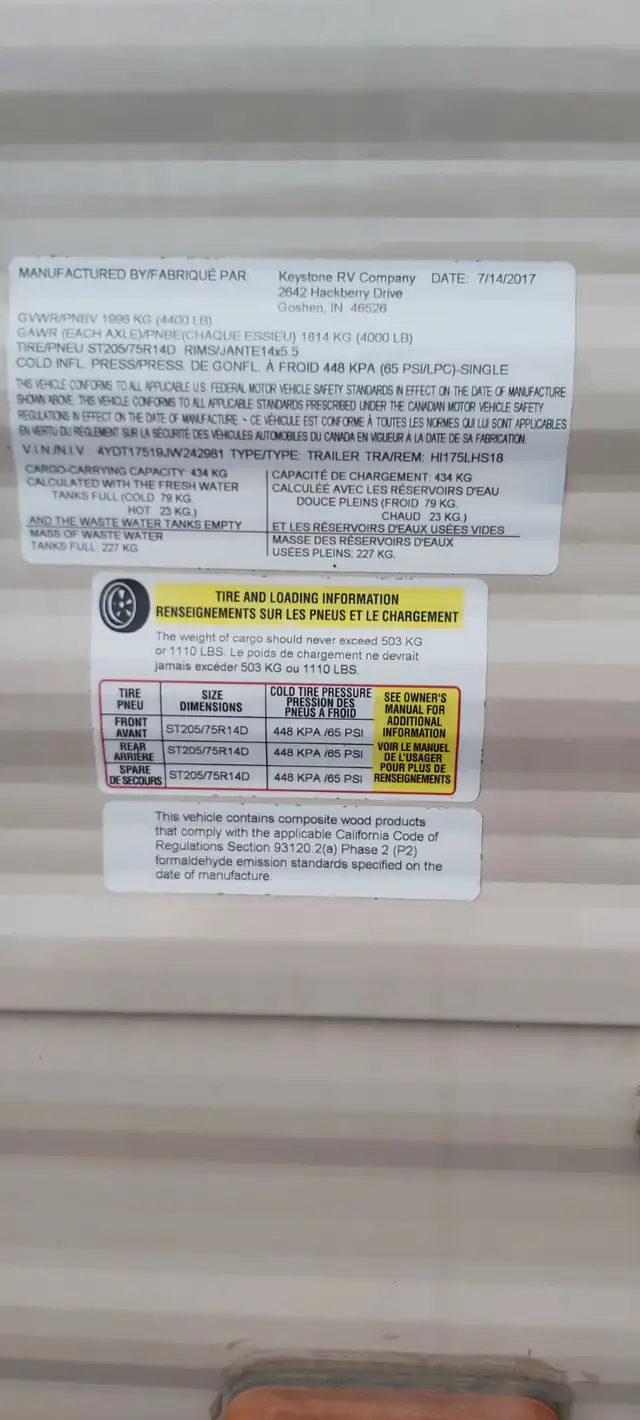 MANUFACTURED BY/FABRIQUÉ PAR: Keystone RV Company DATE: 7/14/2017
2642 Hackberry Drive
Goshen, IN 46526
GVWR/PNBV 1996 KG (4400 LB)
GAWR (EACH AXLE)/PNBE(CHAQUE ESSIEU) 1814 KG (4000 LB)
TIRE/PNEU ST205/75R14D RIMS/JANTE14x5.5
COLD INFL. PRESS/PRESS. DE GONFL. À FROID 448 KPA (65 PSI/LPC)-SINGLE
THIS VEHICLE CONFORMS TO ALL APPLICABLE U.S. FEDERAL MOTOR VEHICLE SAFETY STANDARDS IN EFFECT ON THE DATE OF MANUFACTURE
SHOWN ABOVE. THIS VEHICLE CONFORMS TO ALL APPLICABLE STANDARDS PRESCRIBED UNDER THE CANADIAN MOTOR VEHICLE SAFETY
REGULATIONS IN EFFECT ON THE DATE OF MANUFACTURE - CE VÉHICULE EST CONFORME À TOUTES LES NORMES QUI LUI SONT APPLICABLES
EN VERTU DU RÈGLEMENT SUR LA SÉCURITÉ DES VÉHICULES AUTOMOBILES DU CANADA EN VIGUEUR À LA DATE DE SA FABRICATION.
V.I.N./N.I.V. 4YDT17519JW242981 TYPE/TYPE: TRAILER TRA/REM: HI175LHS18
CARGO-CARRYING CAPACITY: 434 KG
CALCULATED WITH THE FRESH WATER
TANKS FULL (COLD 79 KG.
HOT 23 KG.)
AND THE WASTE WATER TANKS EMPTY
MASS OF WASTE WATER
TANKS FULL 227 KG
CAPACITÉ DE CHARGEMENT: 434 KG
CALCULÉE AVEC LES RÉSERVOIRS D'EAU
DOUCE PLEINS (FROID 79 KG.
CHAUD 23 KG.)
ET LES RÉSERVOIRS D'EAUX USÉES VIDES
MASSE DES RÉSERVOIRS D'EAUX
USÉES PLEINS: 227 KG.
TIRE AND LOADING INFORMATION
RENSEIGNEMENTS SUR LES PNEUS ET LE CHARGEMENT
The weight of cargo should never exceed 503 KG
or 1110 LBS. Le poids de chargement ne devrait
jamais excéder 503 KG ou 1110 LBS.
TIRE PNEU SIZE DIMENSIONS COLD TIRE PRESSURE PRESSION DES PNEUS A FROID
FRONT AVANT ST205/75R14D 448 KPA /65 PSI
REAR ARRIÈRE ST205/75R14D 448 KPA /65 PSI
SPARE DE SECOURS ST205/75R14D 448 KPA /65 PSI
SEE OWNER'S
MANUAL FOR
ADDITIONAL
INFORMATION
VOIR LE MANUEL
DE L'USAGER
POUR PLUS DE
RENSEIGNEMENTS
This vehicle contains composite wood products
that comply with the applicable California Code of
Regulations Section 93120.2(a) Phase 2 (P2)
formaldehyde emission standards specified on the
date of manufacture.